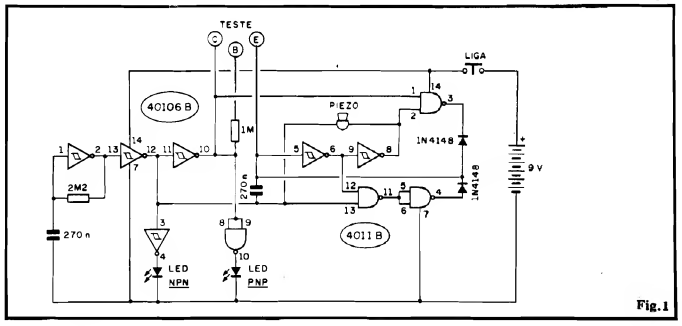 TESTE
C
B
E
LIGA
40106 B
14
1
3
2
PIEZO
1M
1N4148
1
2
13
14
12
11
10
5
6
9
8
+
9 V
7
2M2
270 n
12
11
5
4
1N4148
13
6
7
270 n
3
8
9
4011 B
4
10
LED
NPN
LED
PNP
Fig.1